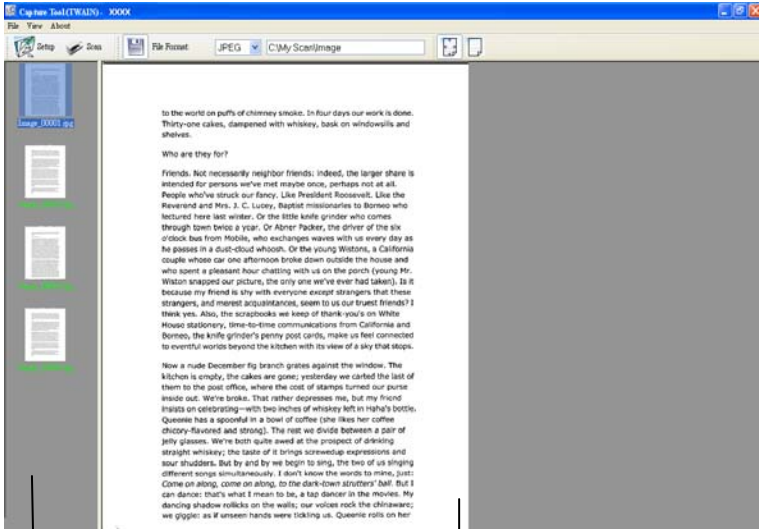 Capture Tool(TWAIN)- XXXX
File View About
Setup Scan File Format JPEG C:\My Scan\Image
Image_00001.jpg
to the world on puffs of chimney smoke. In four days our work is done.
Thirty-one cakes, dampened with whiskey, bask on windowsills and
shelves.
Who are they for?
Friends. Not necessarily neighbor friends: indeed, the larger share is
intended for persons we've met maybe once, perhaps not at all.
People who've struck our fancy. Like President Roosevelt. Like the
Reverend and Mrs. J. C. Lucey, Baptist missionaries to Borneo who
lectured here last winter. Or the little knife grinder who comes
through town twice a year. Or Abner Packer, the driver of the six
o'clock bus from Mobile, who exchanges waves with us every day as
he passes in a dust-cloud whoosh. Or the young Wistons, a California
couple whose car one afternoon broke down outside the house and
who spent a pleasant hour chatting with us on the porch (young Mr.
Wiston snapped our picture, the only one we've ever had taken). Is it
because my friend is shy with everyone except strangers that these
strangers, and merest acquaintances, seem to us our truest friends? I
think yes. Also, the scrapbooks we keep of thank-you's on White
House stationery, time-to-time communications from California and
Borneo, the knife grinder's penny post cards, make us feel connected
to eventful worlds beyond the kitchen with its view of a sky that stops.
Now a nude December fig branch grates against the window. The
kitchen is empty, the cakes are gone; yesterday we carted the last of
them to the post office, where the cost of stamps turned our purse
inside out. We're broke. That rather depresses me, but my friend
insists on celebrating—with two inches of whiskey left in Haha's bottle.
Queenie has a spoonful in a bowl of coffee (she likes her coffee
chicory-flavored and strong). The rest we divide between a pair of
jelly glasses. We're both quite awed at the prospect of drinking
straight whiskey; the taste of it brings screwedup expressions and
sour shudders. But by and by we begin to sing, the two of us singing
different songs simultaneously. I don't know the words to mine, just:
Come on along, come on along, to the dark-town strutters' ball. But I
can dance: that's what I mean to be, a tap dancer in the movies. My
dancing shadow rollicks on the walls; our voices rock the chinaware;
we giggle: as if unseen hands were tickling us. Queenie rolls on her